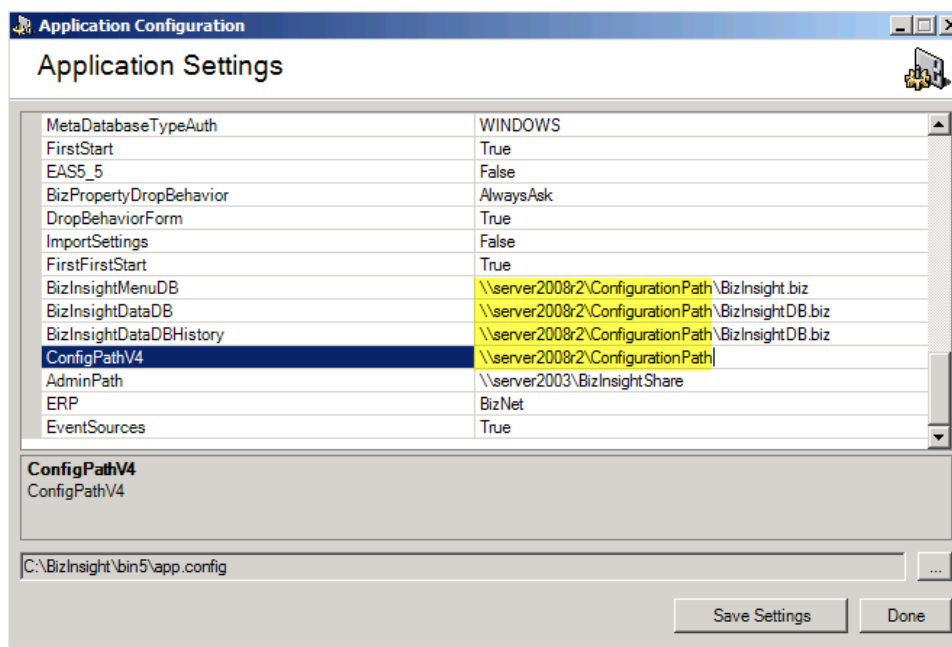 Application Configuration
Application Settings
MetaDatabaseTypeAuth WINDOWS
FirstStart True
EAS5_5 False
BizPropertyDropBehavior AlwaysAsk
DropBehaviorForm True
ImportSettings False
FirstFirstStart True
BizInsightMenuDB \\server2008r2\ConfigurationPath\BizInsight.biz
BizInsightDataDB \\server2008r2\ConfigurationPath\BizInsightDB.biz
BizInsightDataDBHistory \\server2008r2\ConfigurationPath\BizInsightDB.biz
ConfigPathV4 \\server2008r2\ConfigurationPath
AdminPath \\server2003\BizInsightShare
ERP BizNet
EventSources True
ConfigPathV4
ConfigPathV4
C:\BizInsight\bin5\app.config ...
Save Settings Done